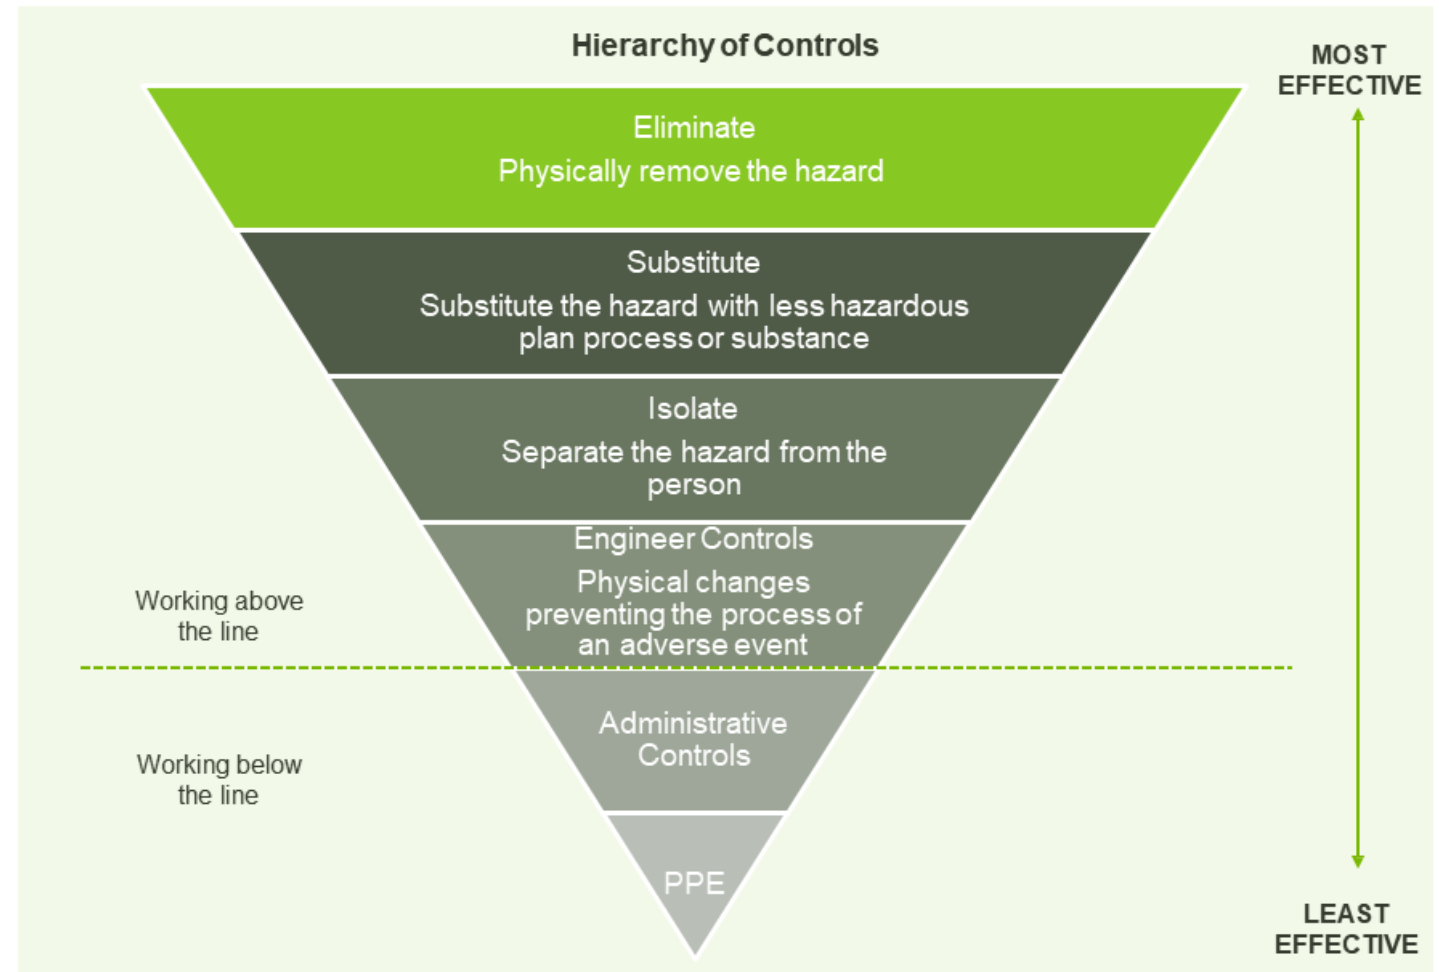 Hierarchy of Controls
MOST
EFFECTIVE
Eliminate
Physically remove the hazard
Substitute
Substitute the hazard with less hazardous
plan process or substance
Isolate
Separate the hazard from the
person
Engineer Controls
Physical changes
preventing the process of
an adverse event
Working above
the line
Administrative
Controls
Working below
the line
PPE
LEAST
EFFECTIVE